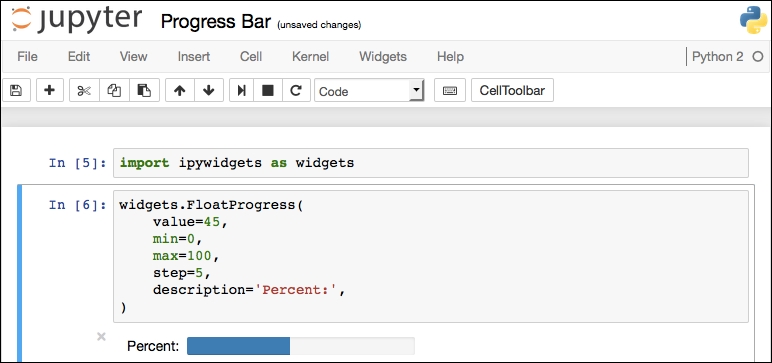 jupyter Progress Bar (unsaved changes)
File Edit View Insert Cell Kernel Widgets Help Python 2
Code CellToolbar
In [5]: import ipywidgets as widgets
In [6]: widgets.FloatProgress(
value=45,
min=0,
max=100,
step=5,
description='Percent:',
)
Percent: